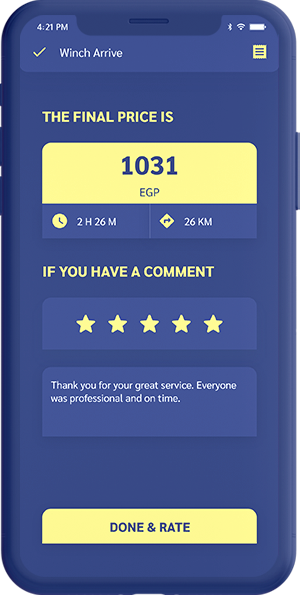 4:21 PM
Winch Arrive
THE FINAL PRICE IS
1031
EGP
2 H 26 M
26 KM
IF YOU HAVE A COMMENT
Thank you for your great service. Everyone
was professional and on time.
DONE & RATE